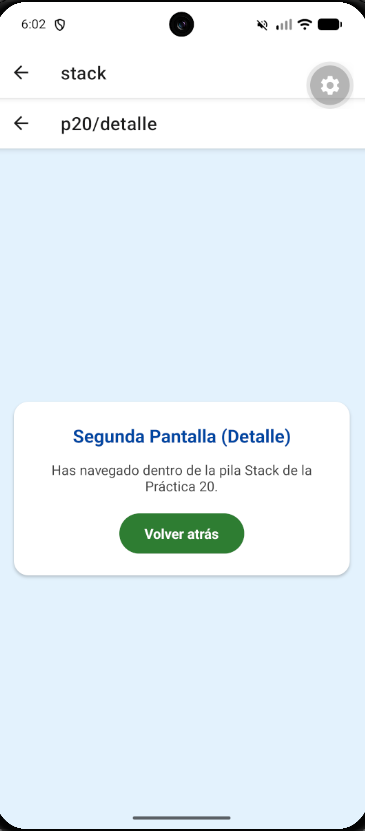 6:02
stack
p20/detalle
Segunda Pantalla (Detalle)
Has navegado dentro de la pila Stack de la
Práctica 20.
Volver atrás